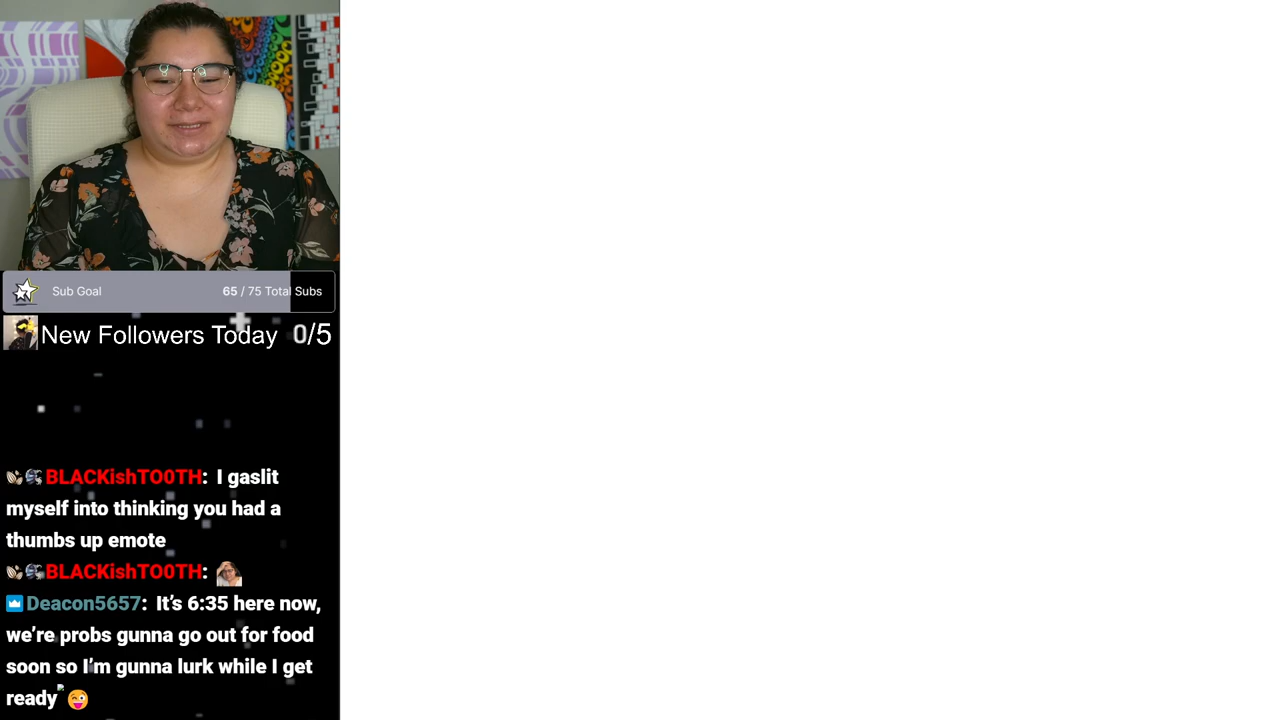 Sub Goal 65 / 75 Total Subs
New Followers Today 0/5
BLACKishTO0TH: I gaslit
myself into thinking you had a
thumbs up emote
BLACKishTO0TH:
Deacon5657: It’s 6:35 here now,
we’re probs gunna go out for food
soon so I’m gunna lurk while I get
ready 😜